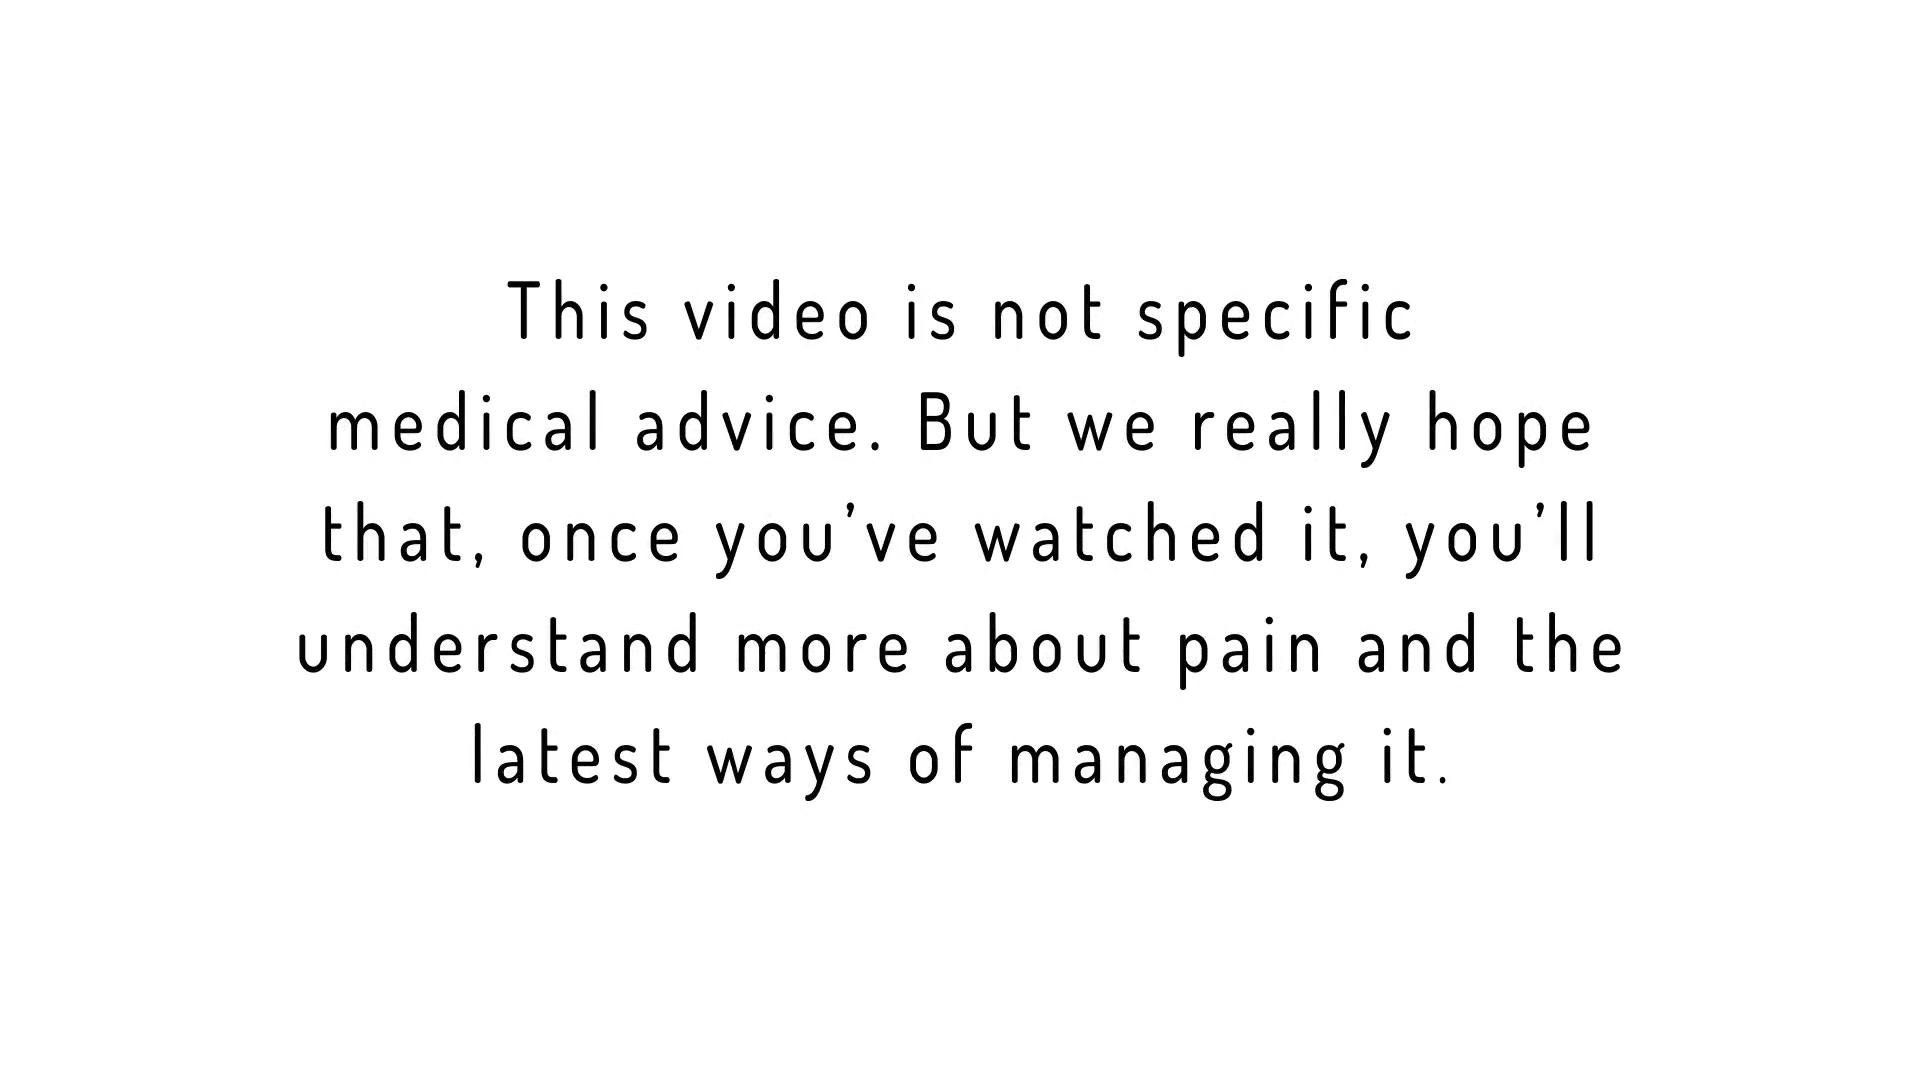 This video is not specific
medical advice. But we really hope
that, once you’ve watched it, you’ll
understand more about pain and the
latest ways of managing it.